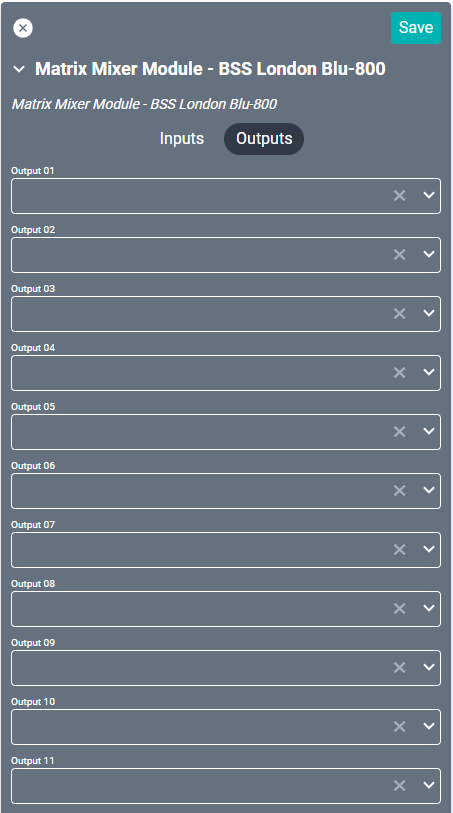 Save
Matrix Mixer Module - BSS London Blu-800
Matrix Mixer Module - BSS London Blu-800
Inputs Outputs
Output 01
Output 02
Output 03
Output 04
Output 05
Output 06
Output 07
Output 08
Output 09
Output 10
Output 11